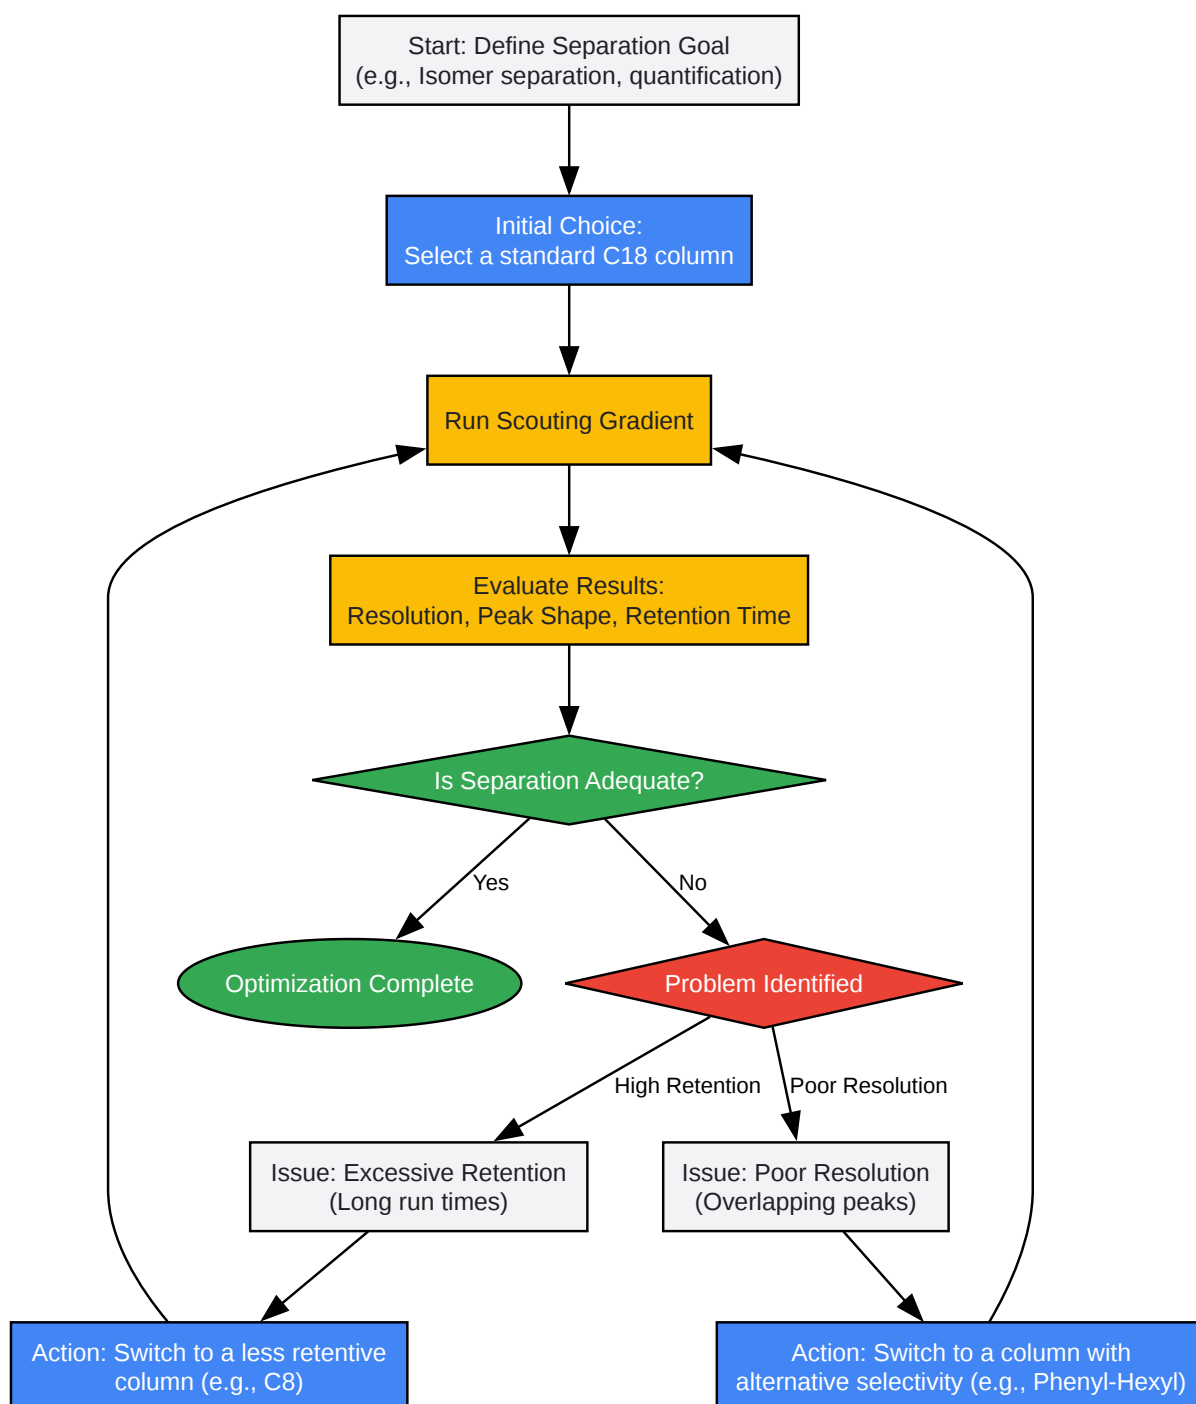 Start: Define Separation Goal
(e.g., Isomer separation, quantification)
Initial Choice:
Select a standard C18 column
Run Scouting Gradient
Evaluate Results:
Resolution, Peak Shape, Retention Time
Is Separation Adequate?
Yes
No
Optimization Complete
Problem Identified
High Retention
Poor Resolution
Issue: Excessive Retention
(Long run times)
Issue: Poor Resolution
(Overlapping peaks)
Action: Switch to a less retentive
column (e.g., C8)
Action: Switch to a column with
alternative selectivity (e.g., Phenyl-Hexyl)